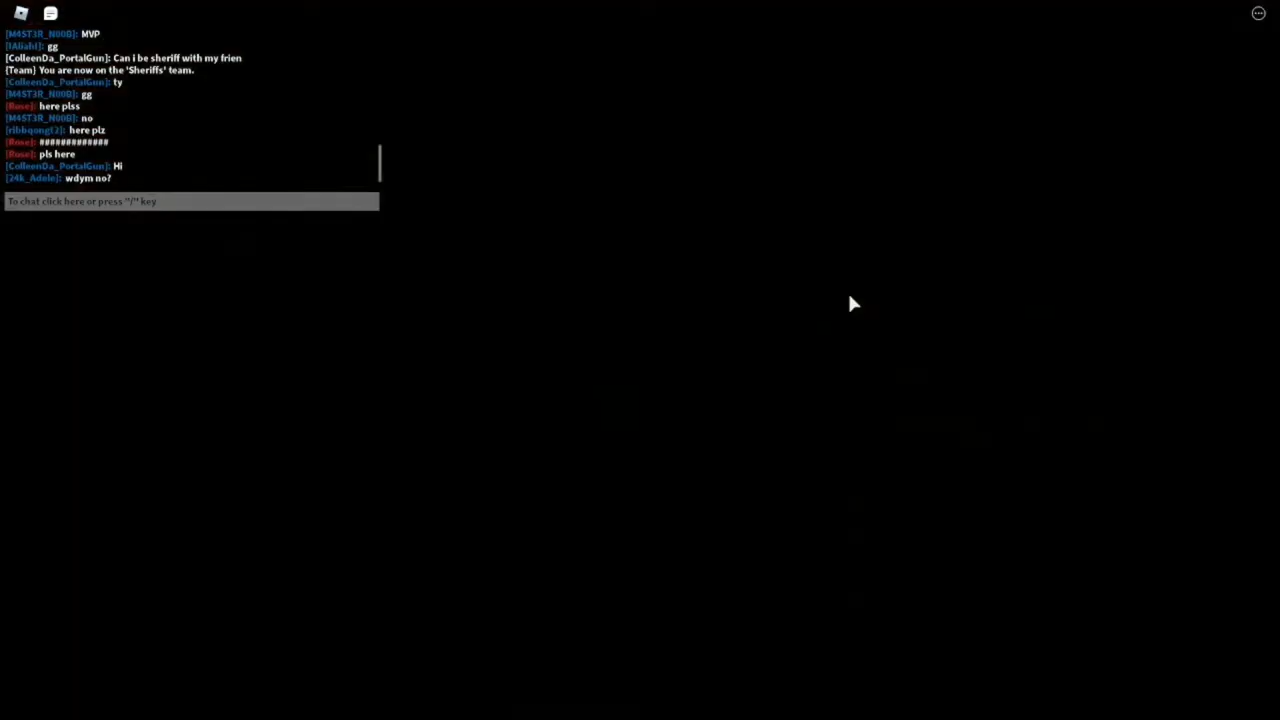 [M4ST3R_N00B]: MVP
[lAliahl]: gg
[ColleenDa_PortalGun]: Can i be sheriff with my frien
[Team] You are now on the 'Sheriffs' team.
[ColleenDa_PortalGun]: ty
[M4ST3R_N00B]: gg
[Rose]: here plss
[M4ST3R_N00B]: no
[ribbqongt2]: here plz
[Rose]: #############
[Rose]: pls here
[ColleenDa_PortalGun]: Hi
[24k_Adele]: wdym no?
To chat click here or press "/" key